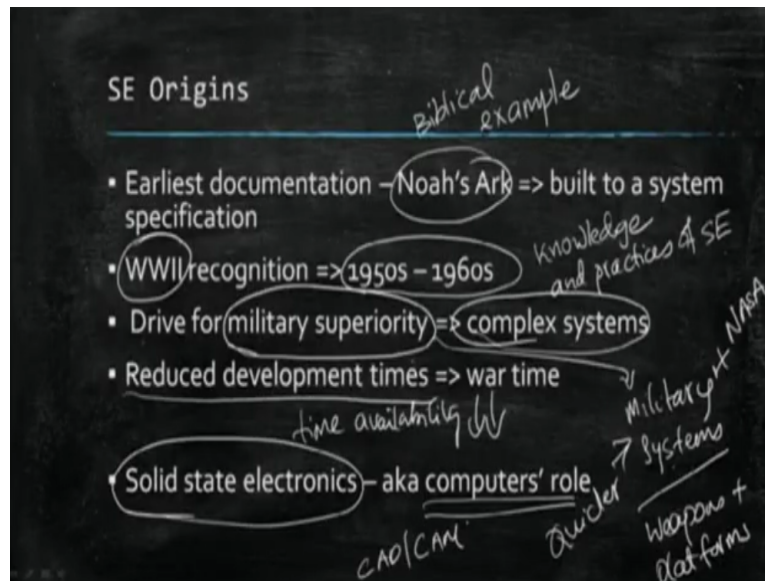 SE Origins
Biblical
example
▪ Earliest documentation – Noah's Ark => built to a system
specification
knowledge
and practices of SE
▪ WWII recognition => 1950s – 1960s
▪ Drive for military superiority => complex systems
▪ Reduced development times => war time
time availability ↓↓
Military + NASA
Systems
▪ Solid state electronics – aka computers' role
Quicker
Weapons +
platforms
CAD/CAM